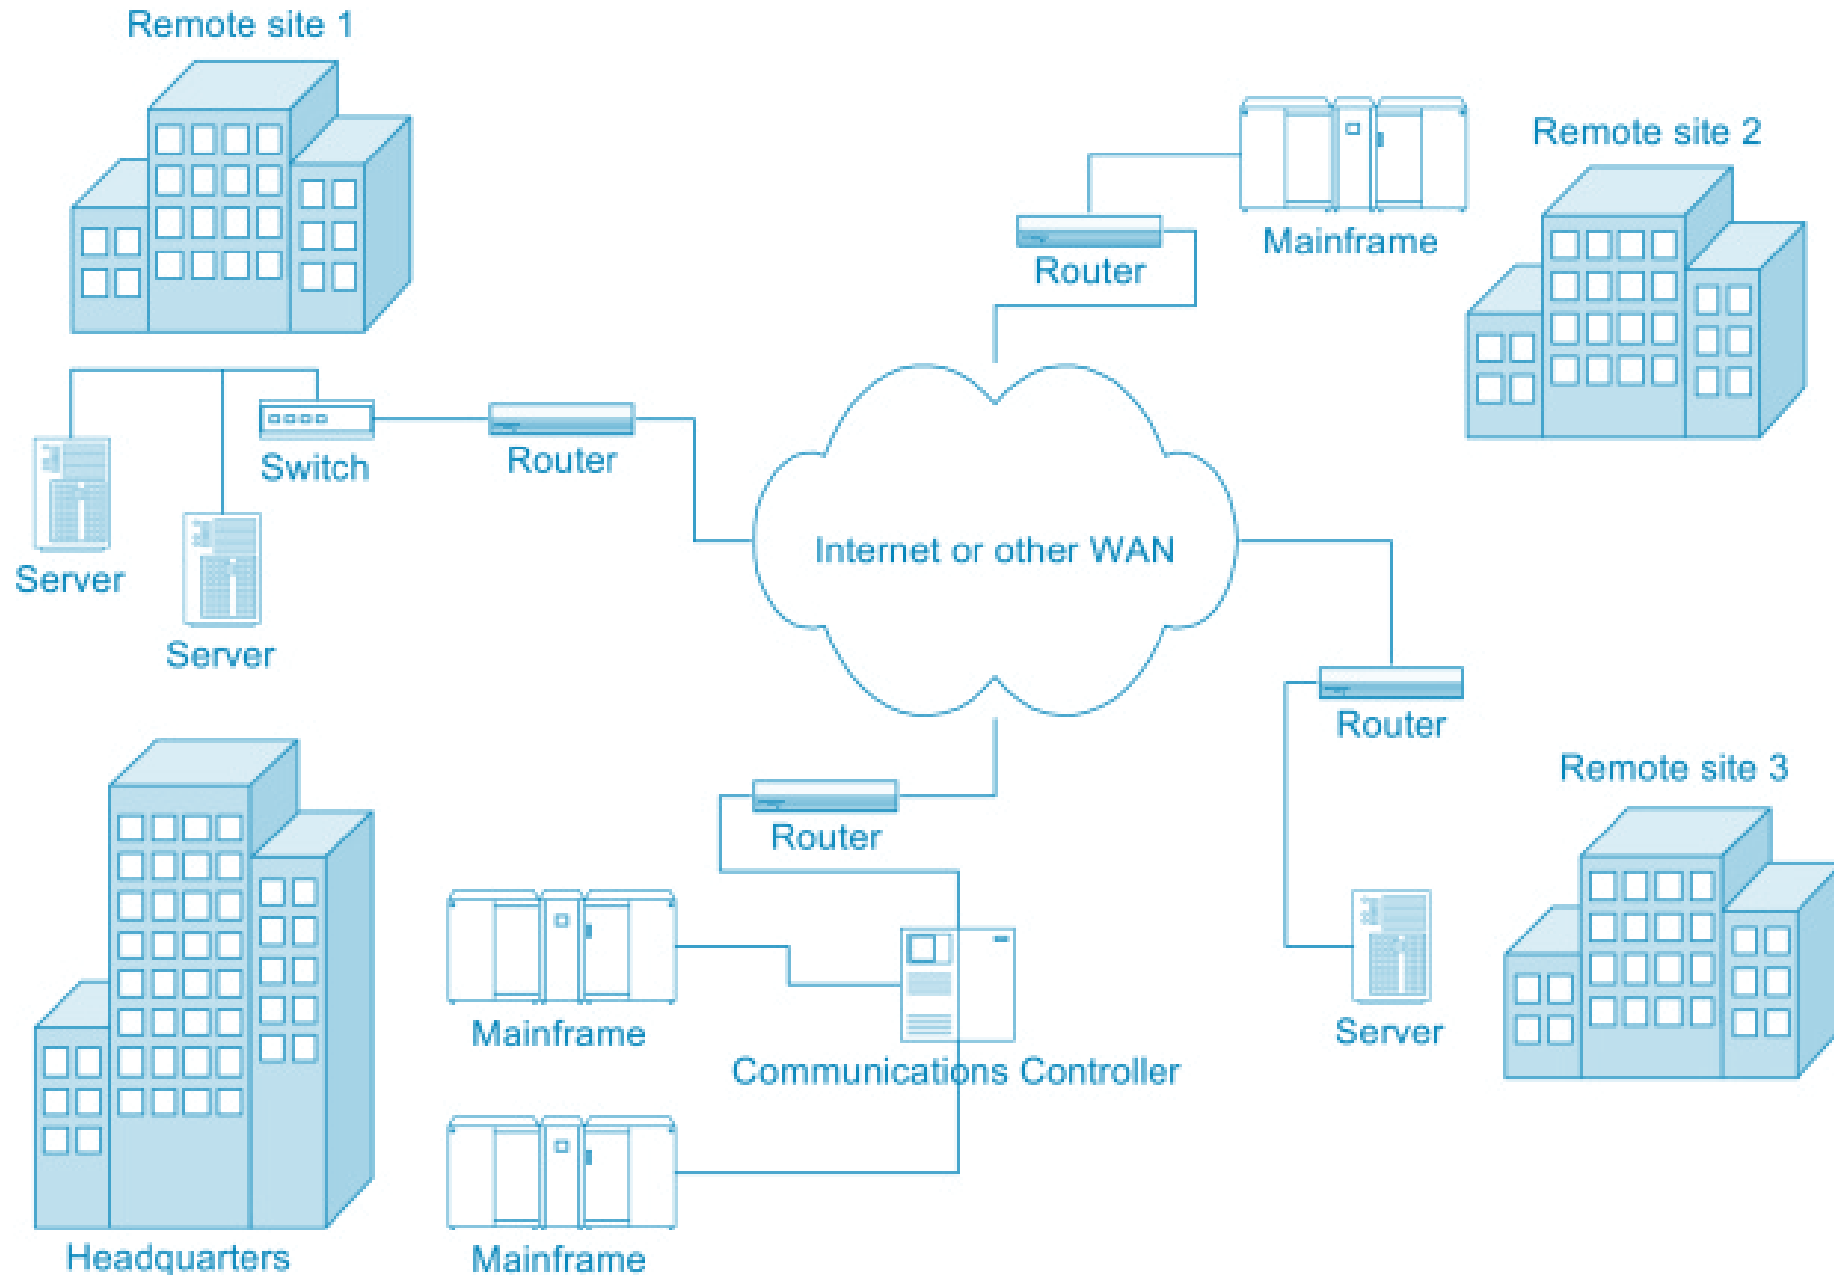 Remote site 1
Remote site 2
Mainframe
Router
Switch
Router
Server
Server
Internet or other WAN
Router
Remote site 3
Router
Mainframe
Server
Communications Controller
Headquarters
Mainframe